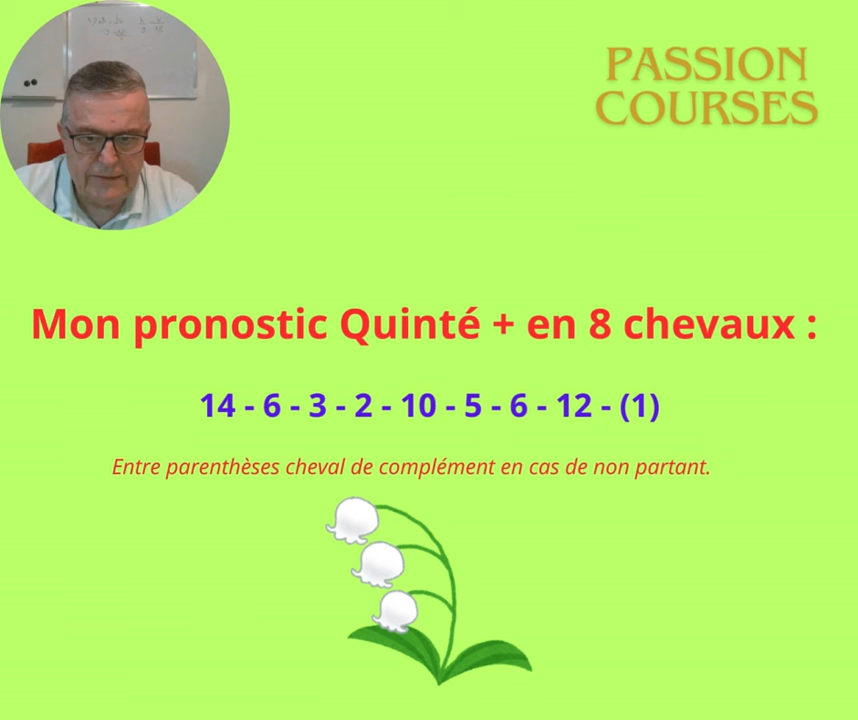 PASSION
COURSES
Mon pronostic Quinté + en 8 chevaux :
14 - 6 - 3 - 2 - 10 - 5 - 6 - 12 - (1)
Entre parenthèses cheval de complément en cas de non partant.